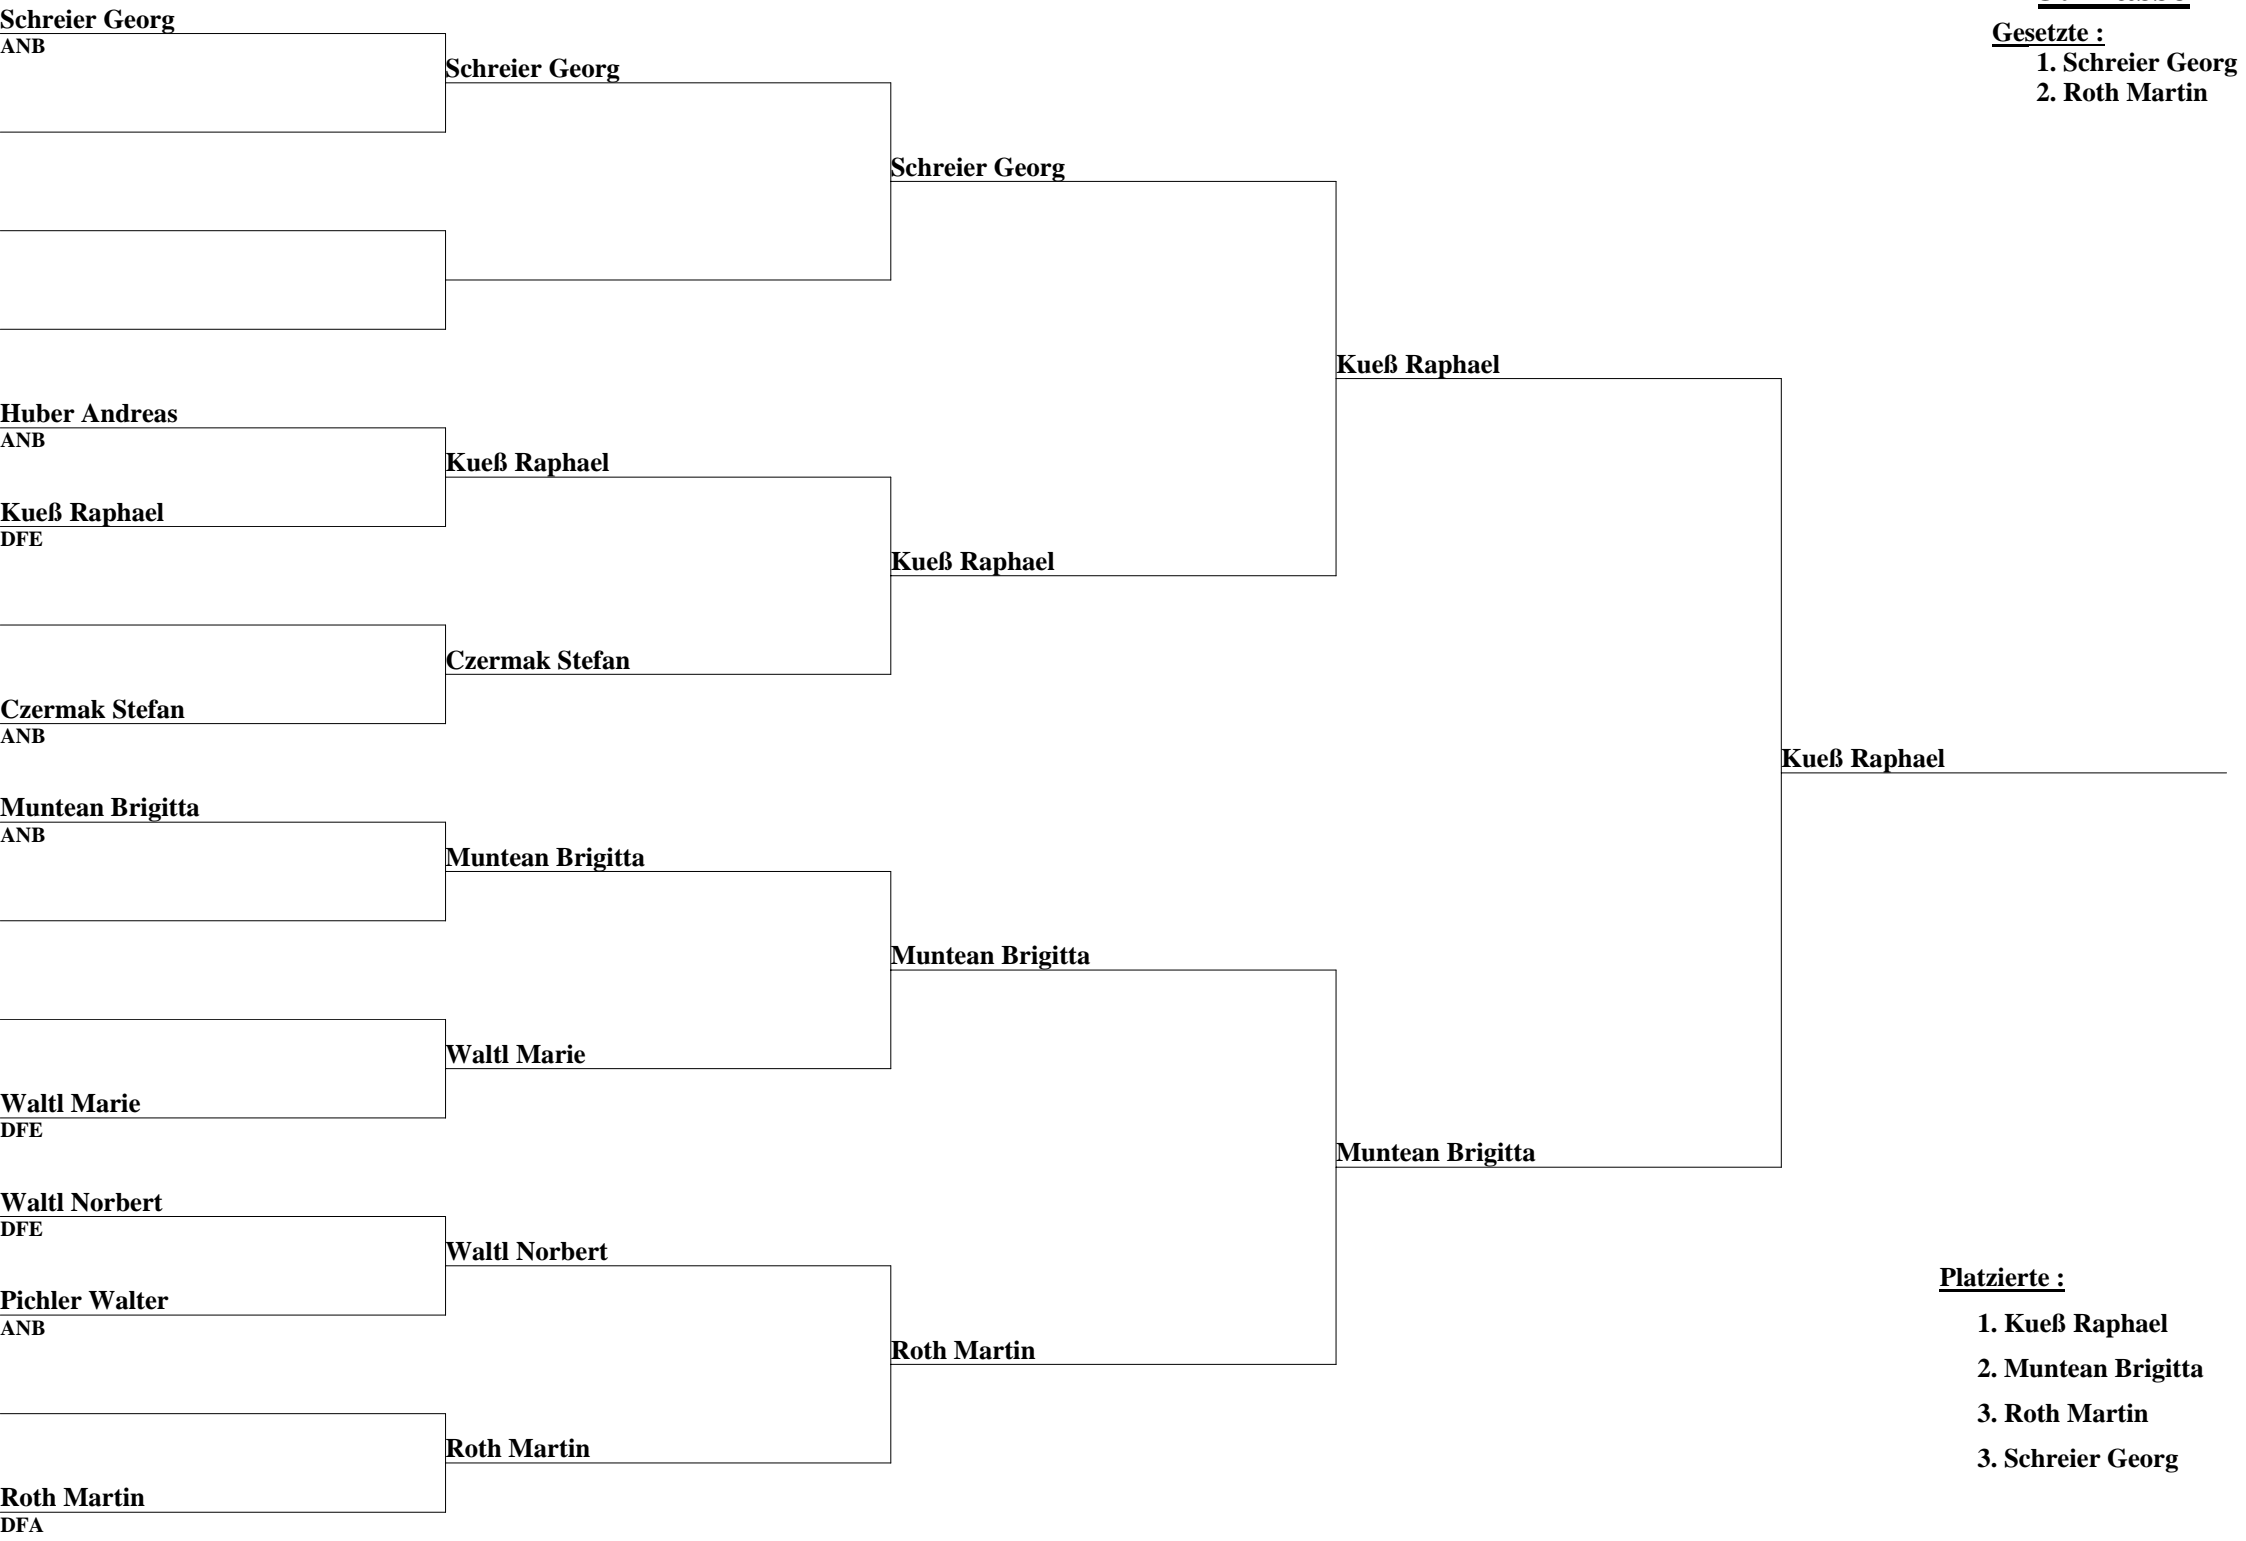 Schreier Georg
ANB
Schreier Georg
Schreier Georg
Huber Andreas
ANB
Kueß Raphael
Kueß Raphael
DFE
Kueß Raphael
Kueß Raphael
Czermak Stefan
Czermak Stefan
ANB
Kueß Raphael
Muntean Brigitta
ANB
Muntean Brigitta
Muntean Brigitta
Waltl Marie
Waltl Marie
DFE
Muntean Brigitta
Waltl Norbert
DFE
Waltl Norbert
Pichler Walter
ANB
Roth Martin
Roth Martin
Roth Martin
DFA
Gesetzte :
1. Schreier Georg
2. Roth Martin
Platzierte :
1. Kueß Raphael
2. Muntean Brigitta
3. Roth Martin
3. Schreier Georg